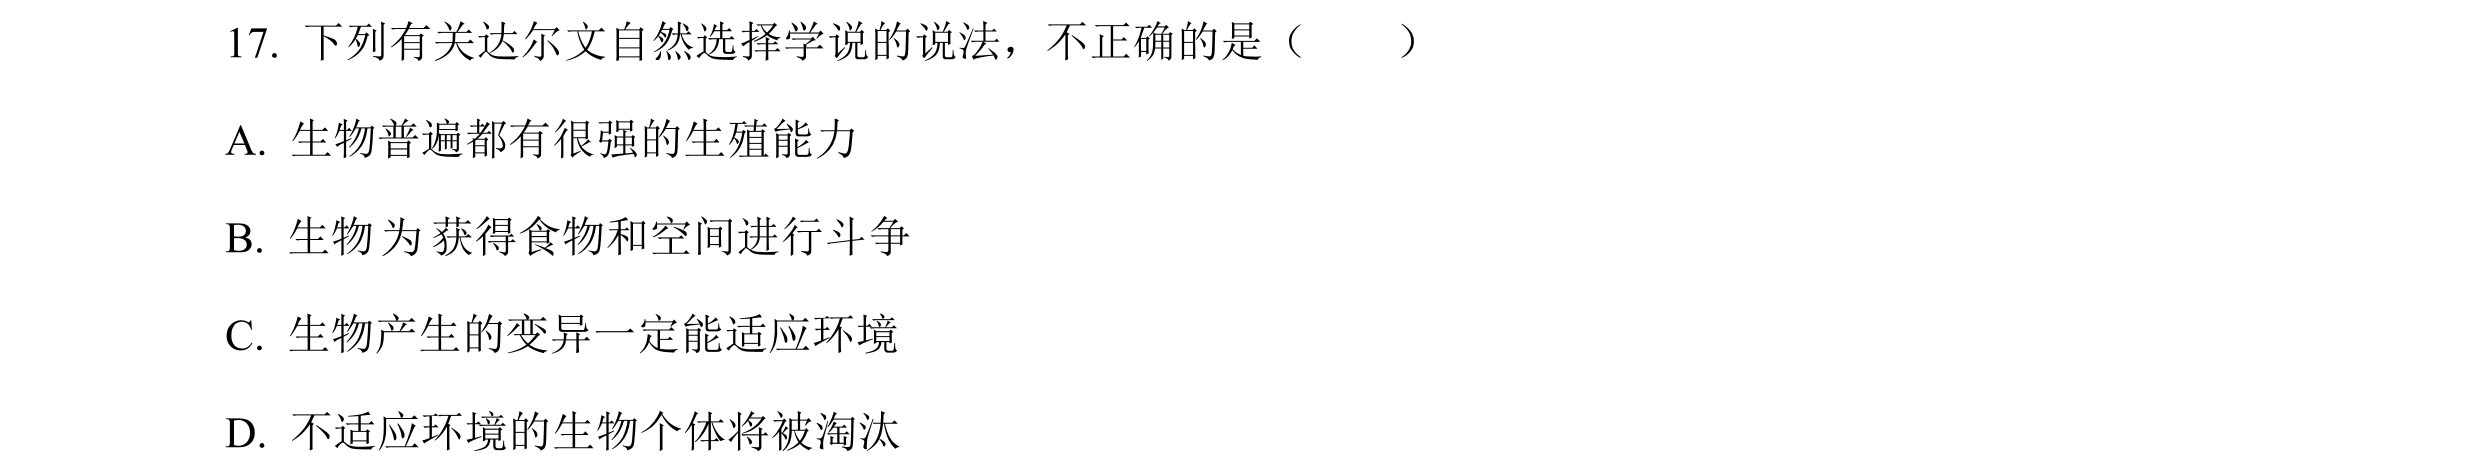 17. 下列有关达尔文自然选择学说的说法，不正确的是（　　）
A. 生物普遍都有很强的生殖能力
B. 生物为获得食物和空间进行斗争
C. 生物产生的变异一定能适应环境
D. 不适应环境的生物个体将被淘汰